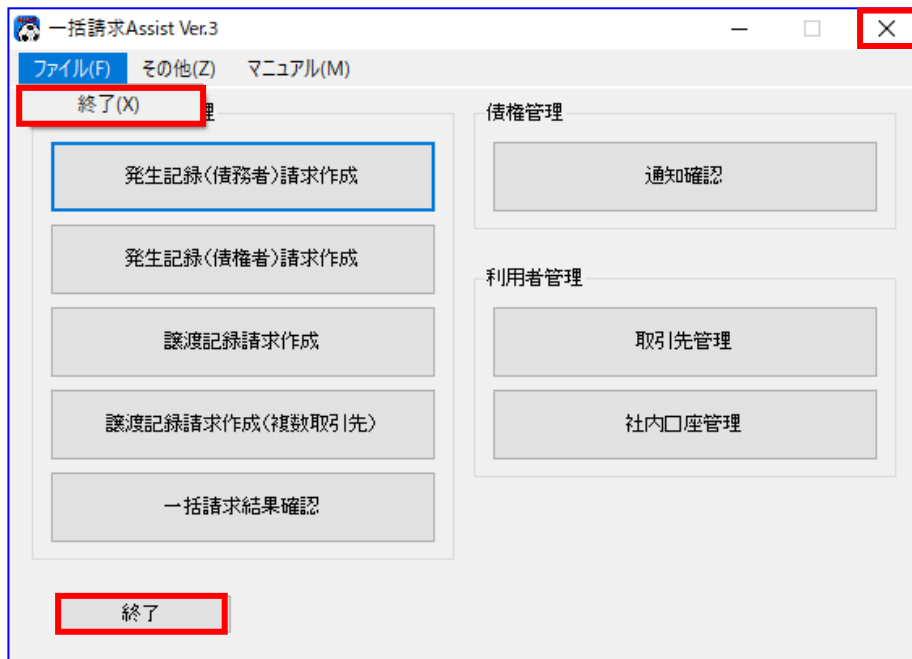 一括請求Assist Ver.3
ファイル(F) その他(Z) マニュアル(M)
終了(X)
理
発生記録(債務者)請求作成
発生記録(債権者)請求作成
譲渡記録請求作成
譲渡記録請求作成(複数取引先)
一括請求結果確認
債権管理
通知確認
利用者管理
取引先管理
社内口座管理
終了